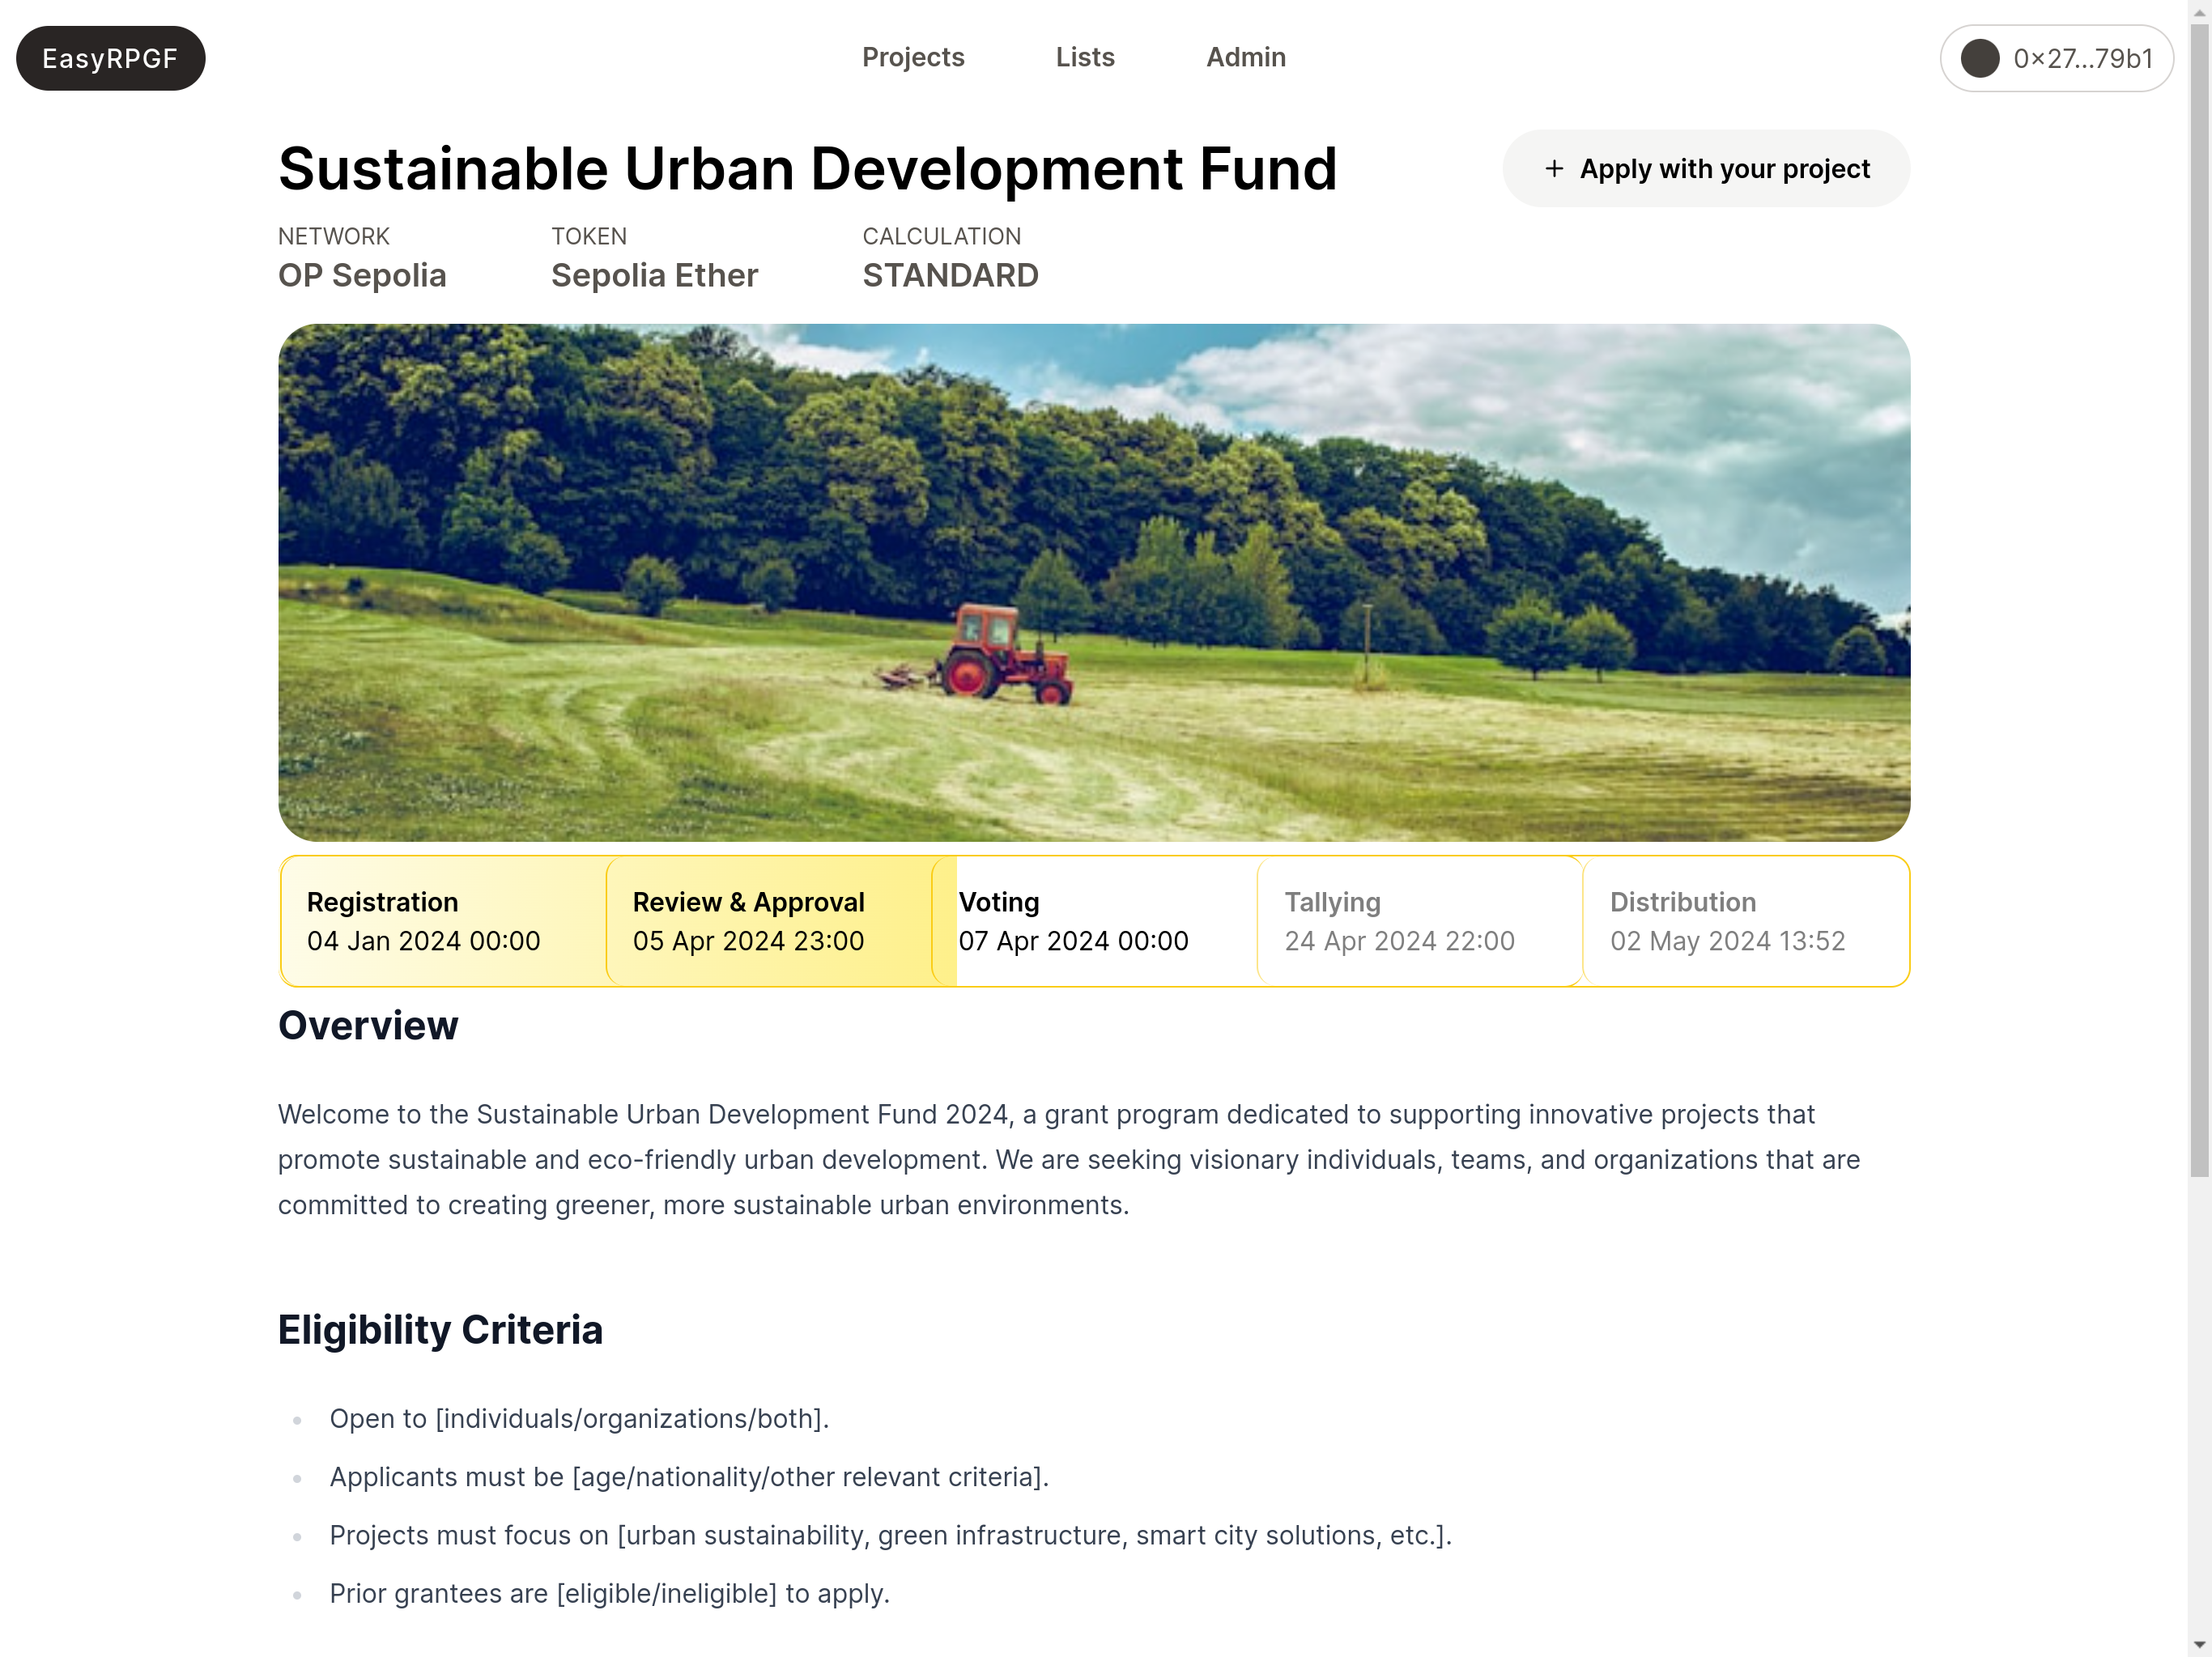 EasyRPGF
Projects
Lists
Admin
0×27...79b1
Sustainable Urban Development Fund
+ Apply with your project
NETWORK
TOKEN
CALCULATION
OP Sepolia
Sepolia Ether
STANDARD
Registration
04 Jan 2024 00:00
Review & Approval
05 Apr 2024 23:00
Voting
07 Apr 2024 00:00
Tallying
24 Apr 2024 22:00
Distribution
02 May 2024 13:52
Overview
Welcome to the Sustainable Urban Development Fund 2024, a grant program dedicated to supporting innovative projects that
promote sustainable and eco-friendly urban development. We are seeking visionary individuals, teams, and organizations that are
committed to creating greener, more sustainable urban environments.
Eligibility Criteria
• Open to [individuals/organizations/both].
• Applicants must be [age/nationality/other relevant criteria].
• Projects must focus on [urban sustainability, green infrastructure, smart city solutions, etc.].
• Prior grantees are [eligible/ineligible] to apply.